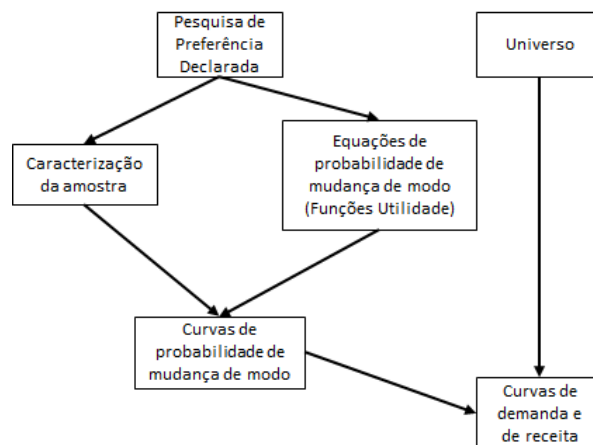 Pesquisa de
Preferência
Declarada
Universo
Caracterização
da amostra
Equações de
probabilidade de
mudança de modo
(Funções Utilidade)
Curvas de
probabilidade de
mudança de modo
Curvas de
demanda e
de receita